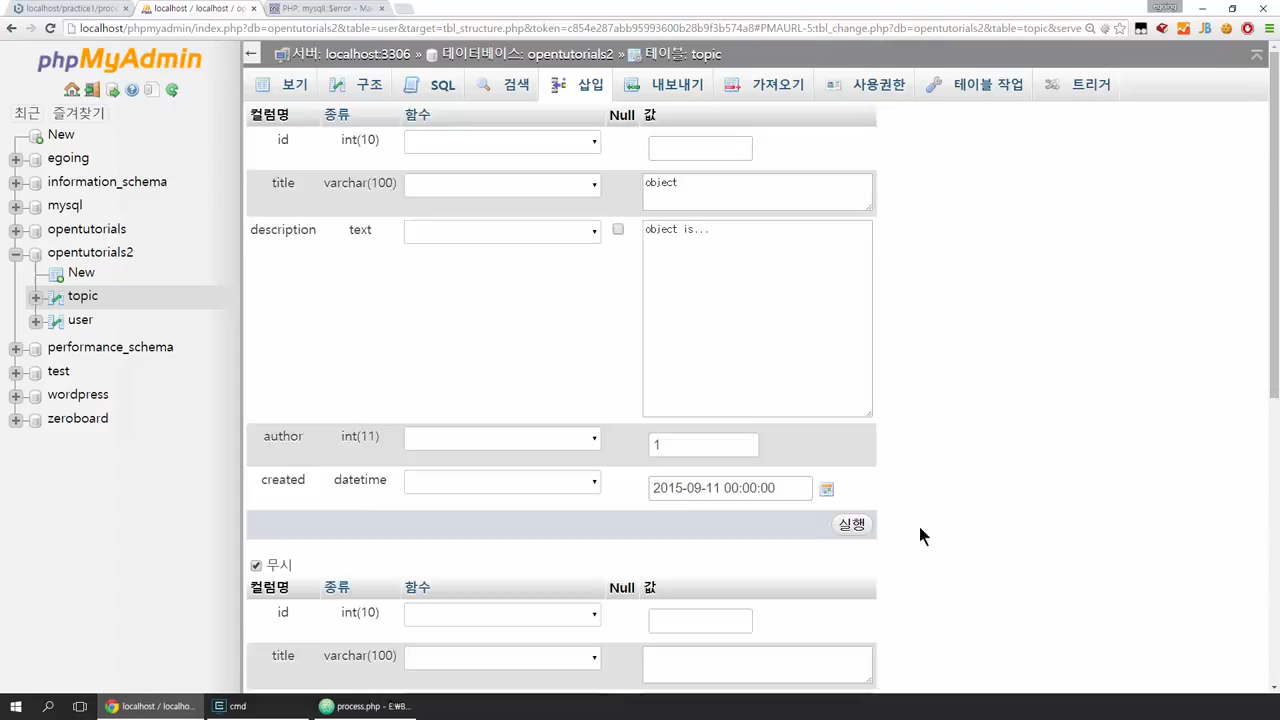 localhost/practice1/proce
localhost / localhost / op
PHP: mysqli::$error - Ma
egoing
localhost/phpmyadmin/index.php?db=opentutorials2&table=user&target=tbl_structure.php&token=c854e287abb95993600b28b9f3b574a8#PMAURL-5:tbl_change.php?db=opentutorials2&table=topic&serve
phpMyAdmin
최근 즐겨찾기
New
egoing
information_schema
mysql
opentutorials
opentutorials2
New
topic
user
performance_schema
test
wordpress
zeroboard
서버: localhost:3306 » 데이터베이스: opentutorials2 » 테이블: topic
보기 구조 SQL 검색 삽입 내보내기 가져오기 사용권한 테이블 작업 트리거
컬럼명 종류 함수 Null 값
id int(10)
title varchar(100) object
description text object is...
author int(11) 1
created datetime 2015-09-11 00:00:00
실행
무시
컬럼명 종류 함수 Null 값
id int(10)
title varchar(100)
localhost / localho...
cmd
process.php - E:₩B...